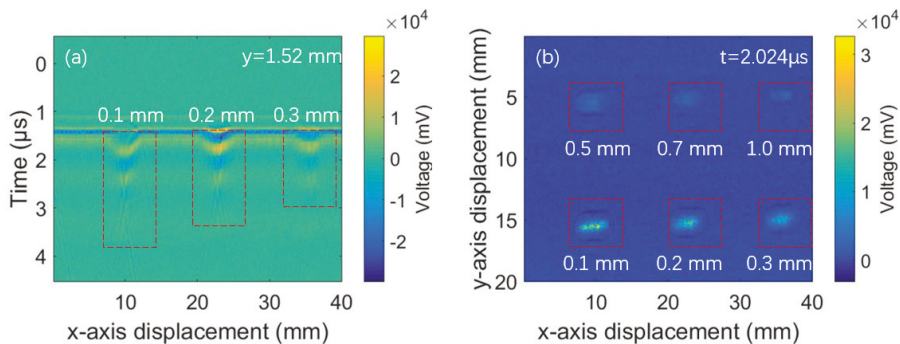 ×10⁴
(a)
y=1.52 mm
0.1 mm
0.2 mm
0.3 mm
0
1
2
3
4
Time (μs)
10
20
30
40
x-axis displacement (mm)
2
1
0
-1
-2
Voltage (mV)
×10⁴
(b)
t=2.024μs
0.5 mm
0.7 mm
1.0 mm
0.1 mm
0.2 mm
0.3 mm
5
10
15
20
y-axis displacement (mm)
10
20
30
40
x-axis displacement (mm)
3
2
1
0
Voltage (mV)